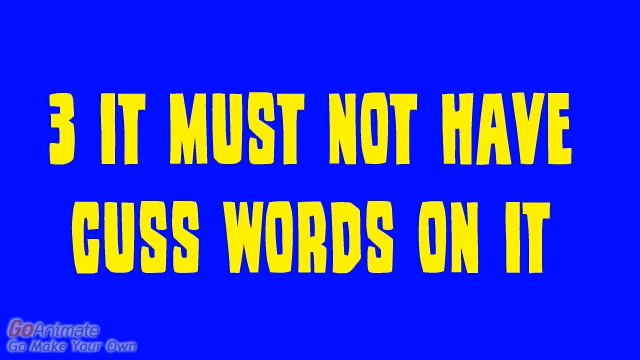 3 IT MUST NOT HAVE
CUSS WORDS ON IT
GoAnimate
Go Make Your Own